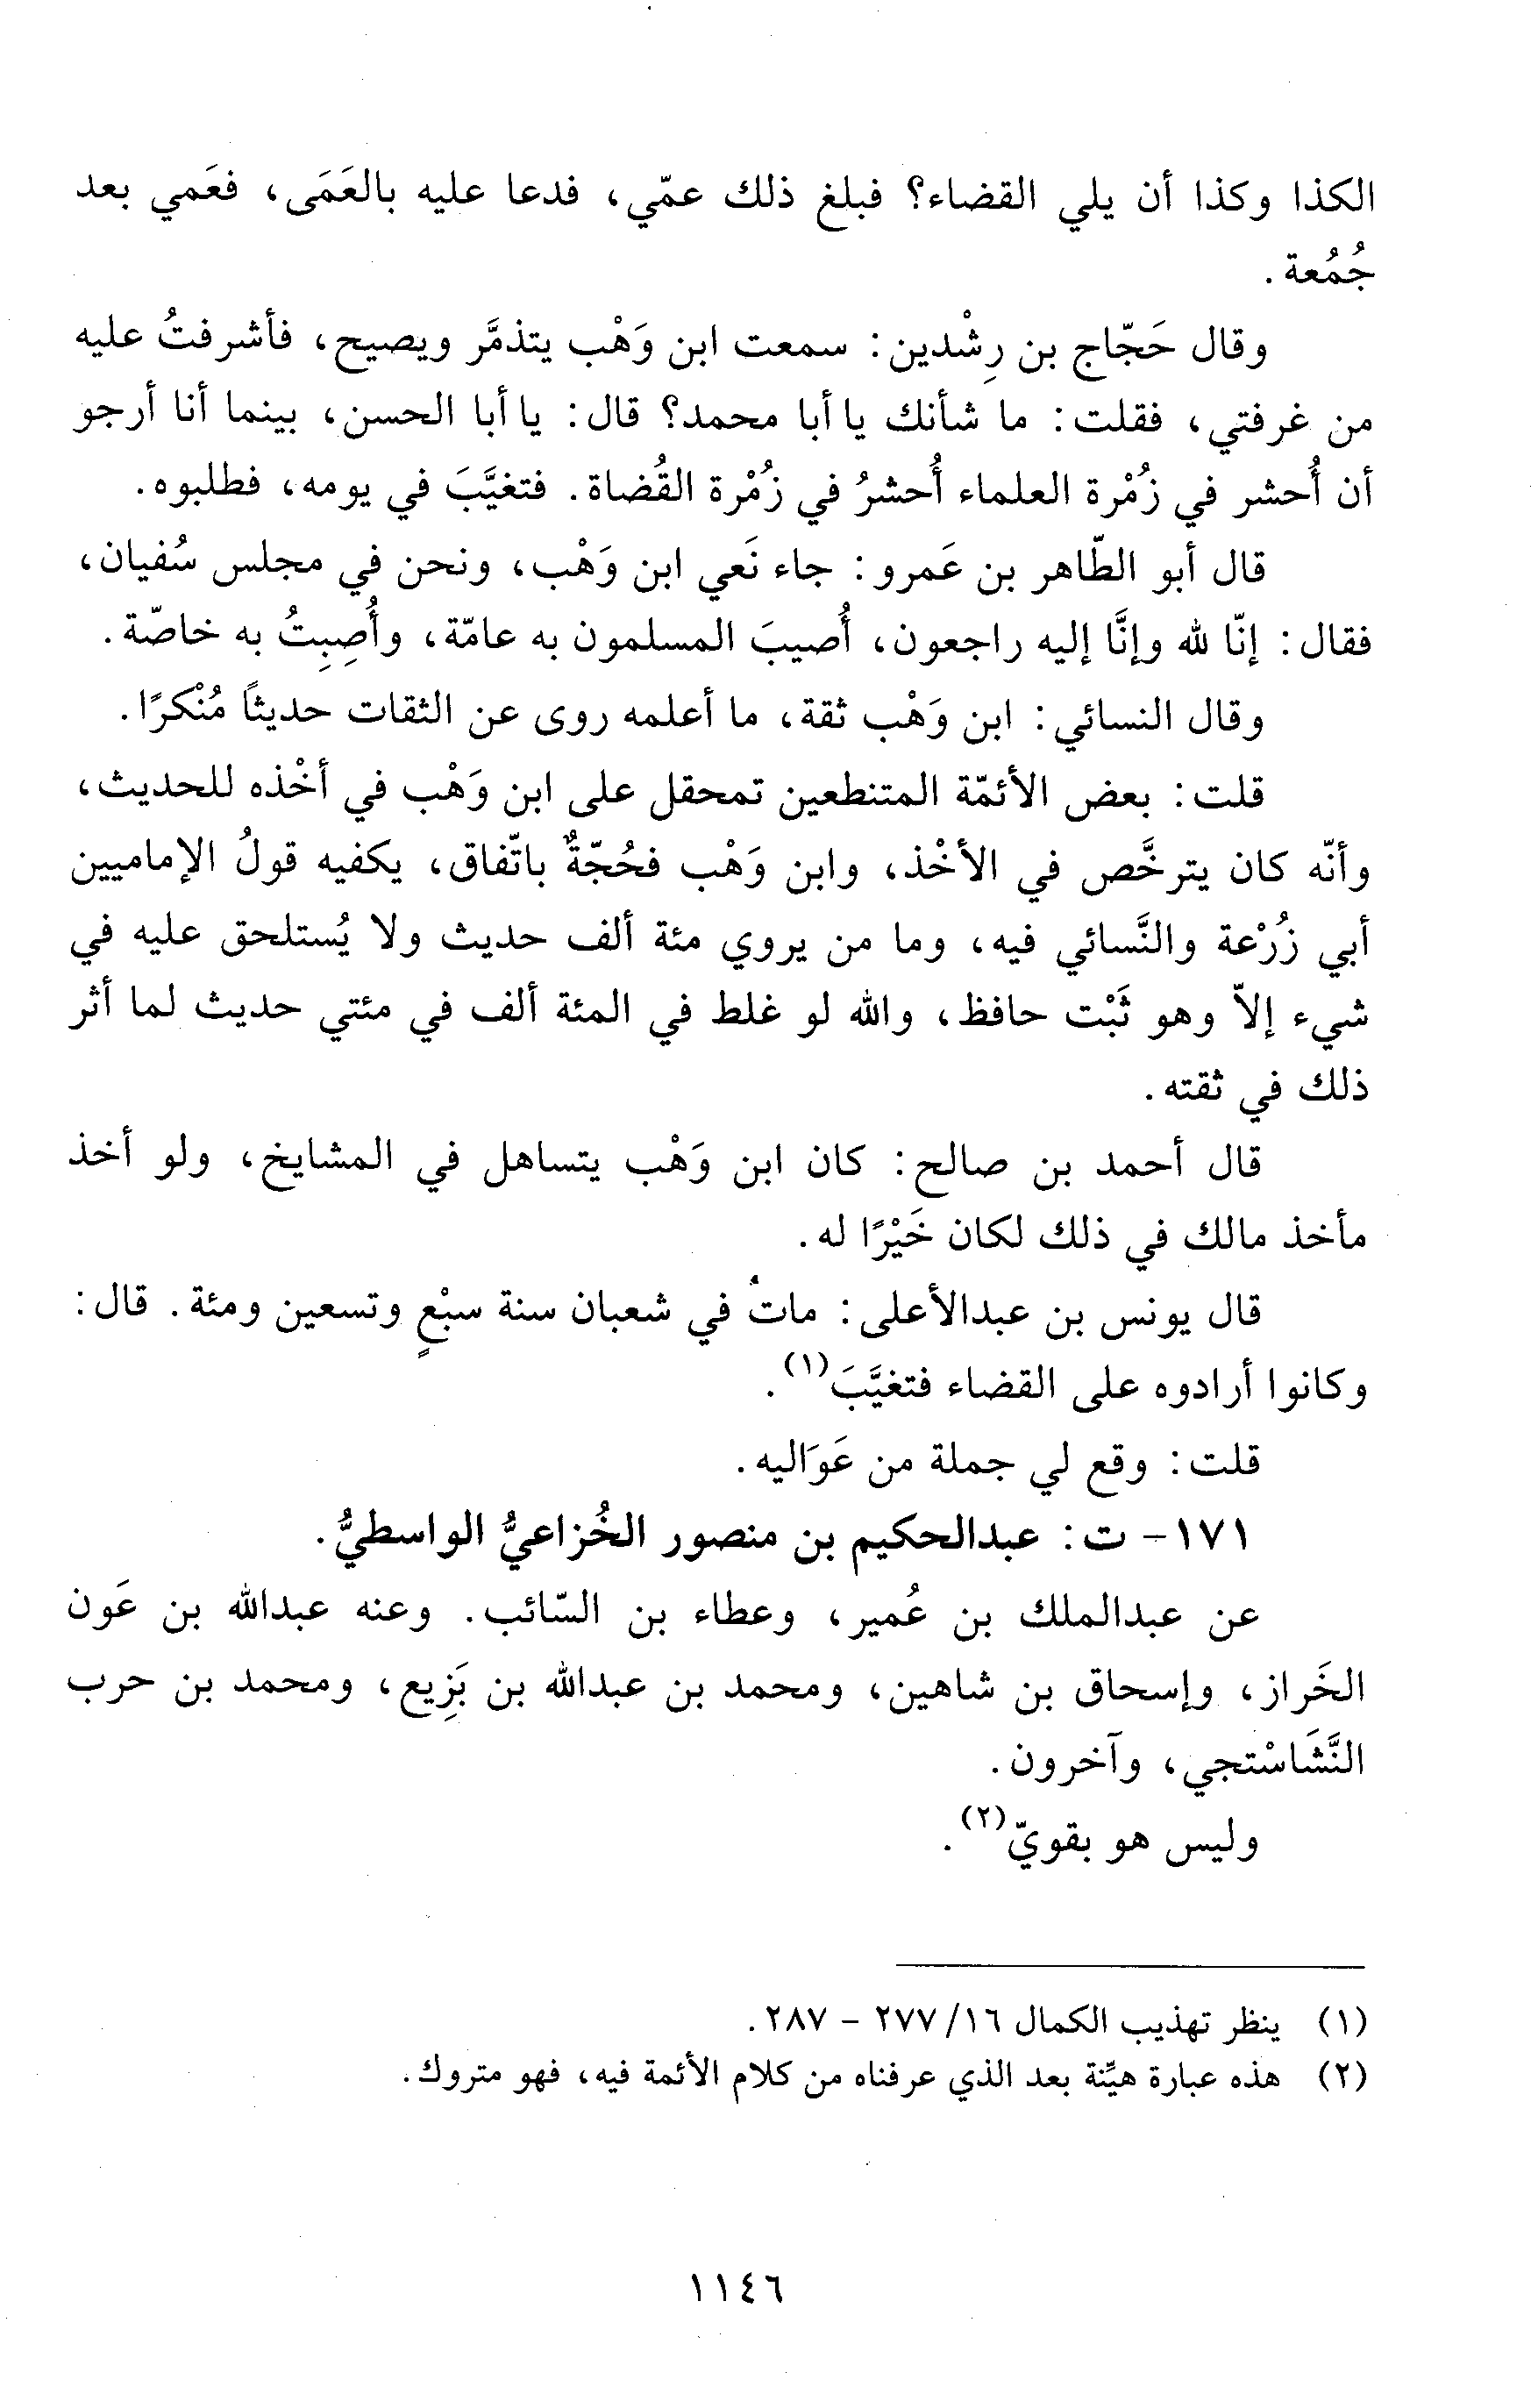 الكذا وكذا أن يلي القضاء؟ فبلغ ذلك عمّي، فدعا عليه بالعَمَى، فعَمي بعد
جُمُعة.
وقال حَجّاج بن رِشْدين: سمعت ابن وَهْب يتذمَّر ويصيح، فأشرفتُ عليه
من غرفتي، فقلت: ما شأنك يا أبا محمد؟ قال: يا أبا الحسن، بينما أنا أرجو
أن أُحشر في زُمْرة العلماء أُحشرُ في زُمْرة القُضاة. فتغيَّبَ في يومه، فطلبوه.
قال أبو الطّاهر بن عَمرو: جاء نَعي ابن وَهْب، ونحن في مجلس سُفيان،
فقال: إنّا لله وإنَّا إليه راجعون، أُصيبَ المسلمون به عامّة، وأُصِبِتُ به خاصّة.
وقال النسائي: ابن وَهْب ثقة، ما أعلمه روى عن الثقات حديثاً مُنْكرًا.
قلت: بعض الأئمّة المتنطعين تمحقل على ابن وَهْب في أخْذه للحديث،
وأنّه كان يترخَّص في الأخْذ، وابن وَهْب فحُجّةٌ باتّفاق، يكفيه قولُ الإماميين
أبي زُرْعة والنَّسائي فيه، وما من يروي مئة ألف حديث ولا يُستلحق عليه في
شيء إلاّ وهو ثَبْت حافظ، والله لو غلط في المئة ألف في مئتي حديث لما أثر
ذلك في ثقته.
قال أحمد بن صالح: كان ابن وَهْب يتساهل في المشايخ، ولو أخذ
مأخذ مالك في ذلك لكان خَيْرًا له.
قال يونس بن عبدالأعلى: مات في شعبان سنة سبْعٍ وتسعين ومئة. قال:
وكانوا أرادوه على القضاء فتغيَّبَ(١).
قلت: وقع لي جملة من عَوَاليه.
١٧١- ت: عبدالحكيم بن منصور الخُزاعيُّ الواسطيُّ.
عن عبدالملك بن عُمير، وعطاء بن السّائب. وعنه عبدالله بن عَون
الخَراز، وإسحاق بن شاهين، ومحمد بن عبدالله بن بَزِيع، ومحمد بن حرب
النَّشَاسْتجي، وآخرون.
وليس هو بقويّ(٢).
(١) ينظر تهذيب الكمال ١٦/ ٢٧٧ - ٢٨٧.
(٢) هذه عبارة هيِّنة بعد الذي عرفناه من كلام الأئمة فيه، فهو متروك.
١١٤٦